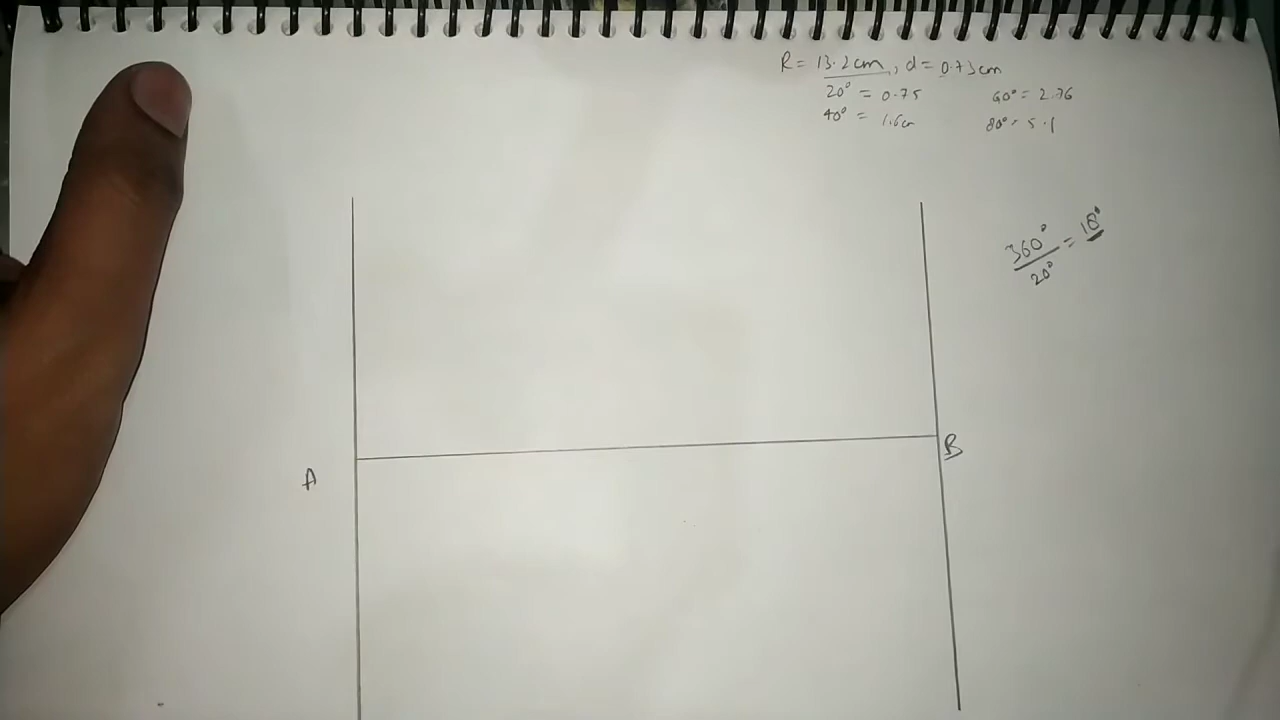 R = 13.2cm, d = 0.73cm
20° = 0.75 60° = 2.76
40° = 1.6cm 80° = 5.1
360°/20° = 18°
A
B